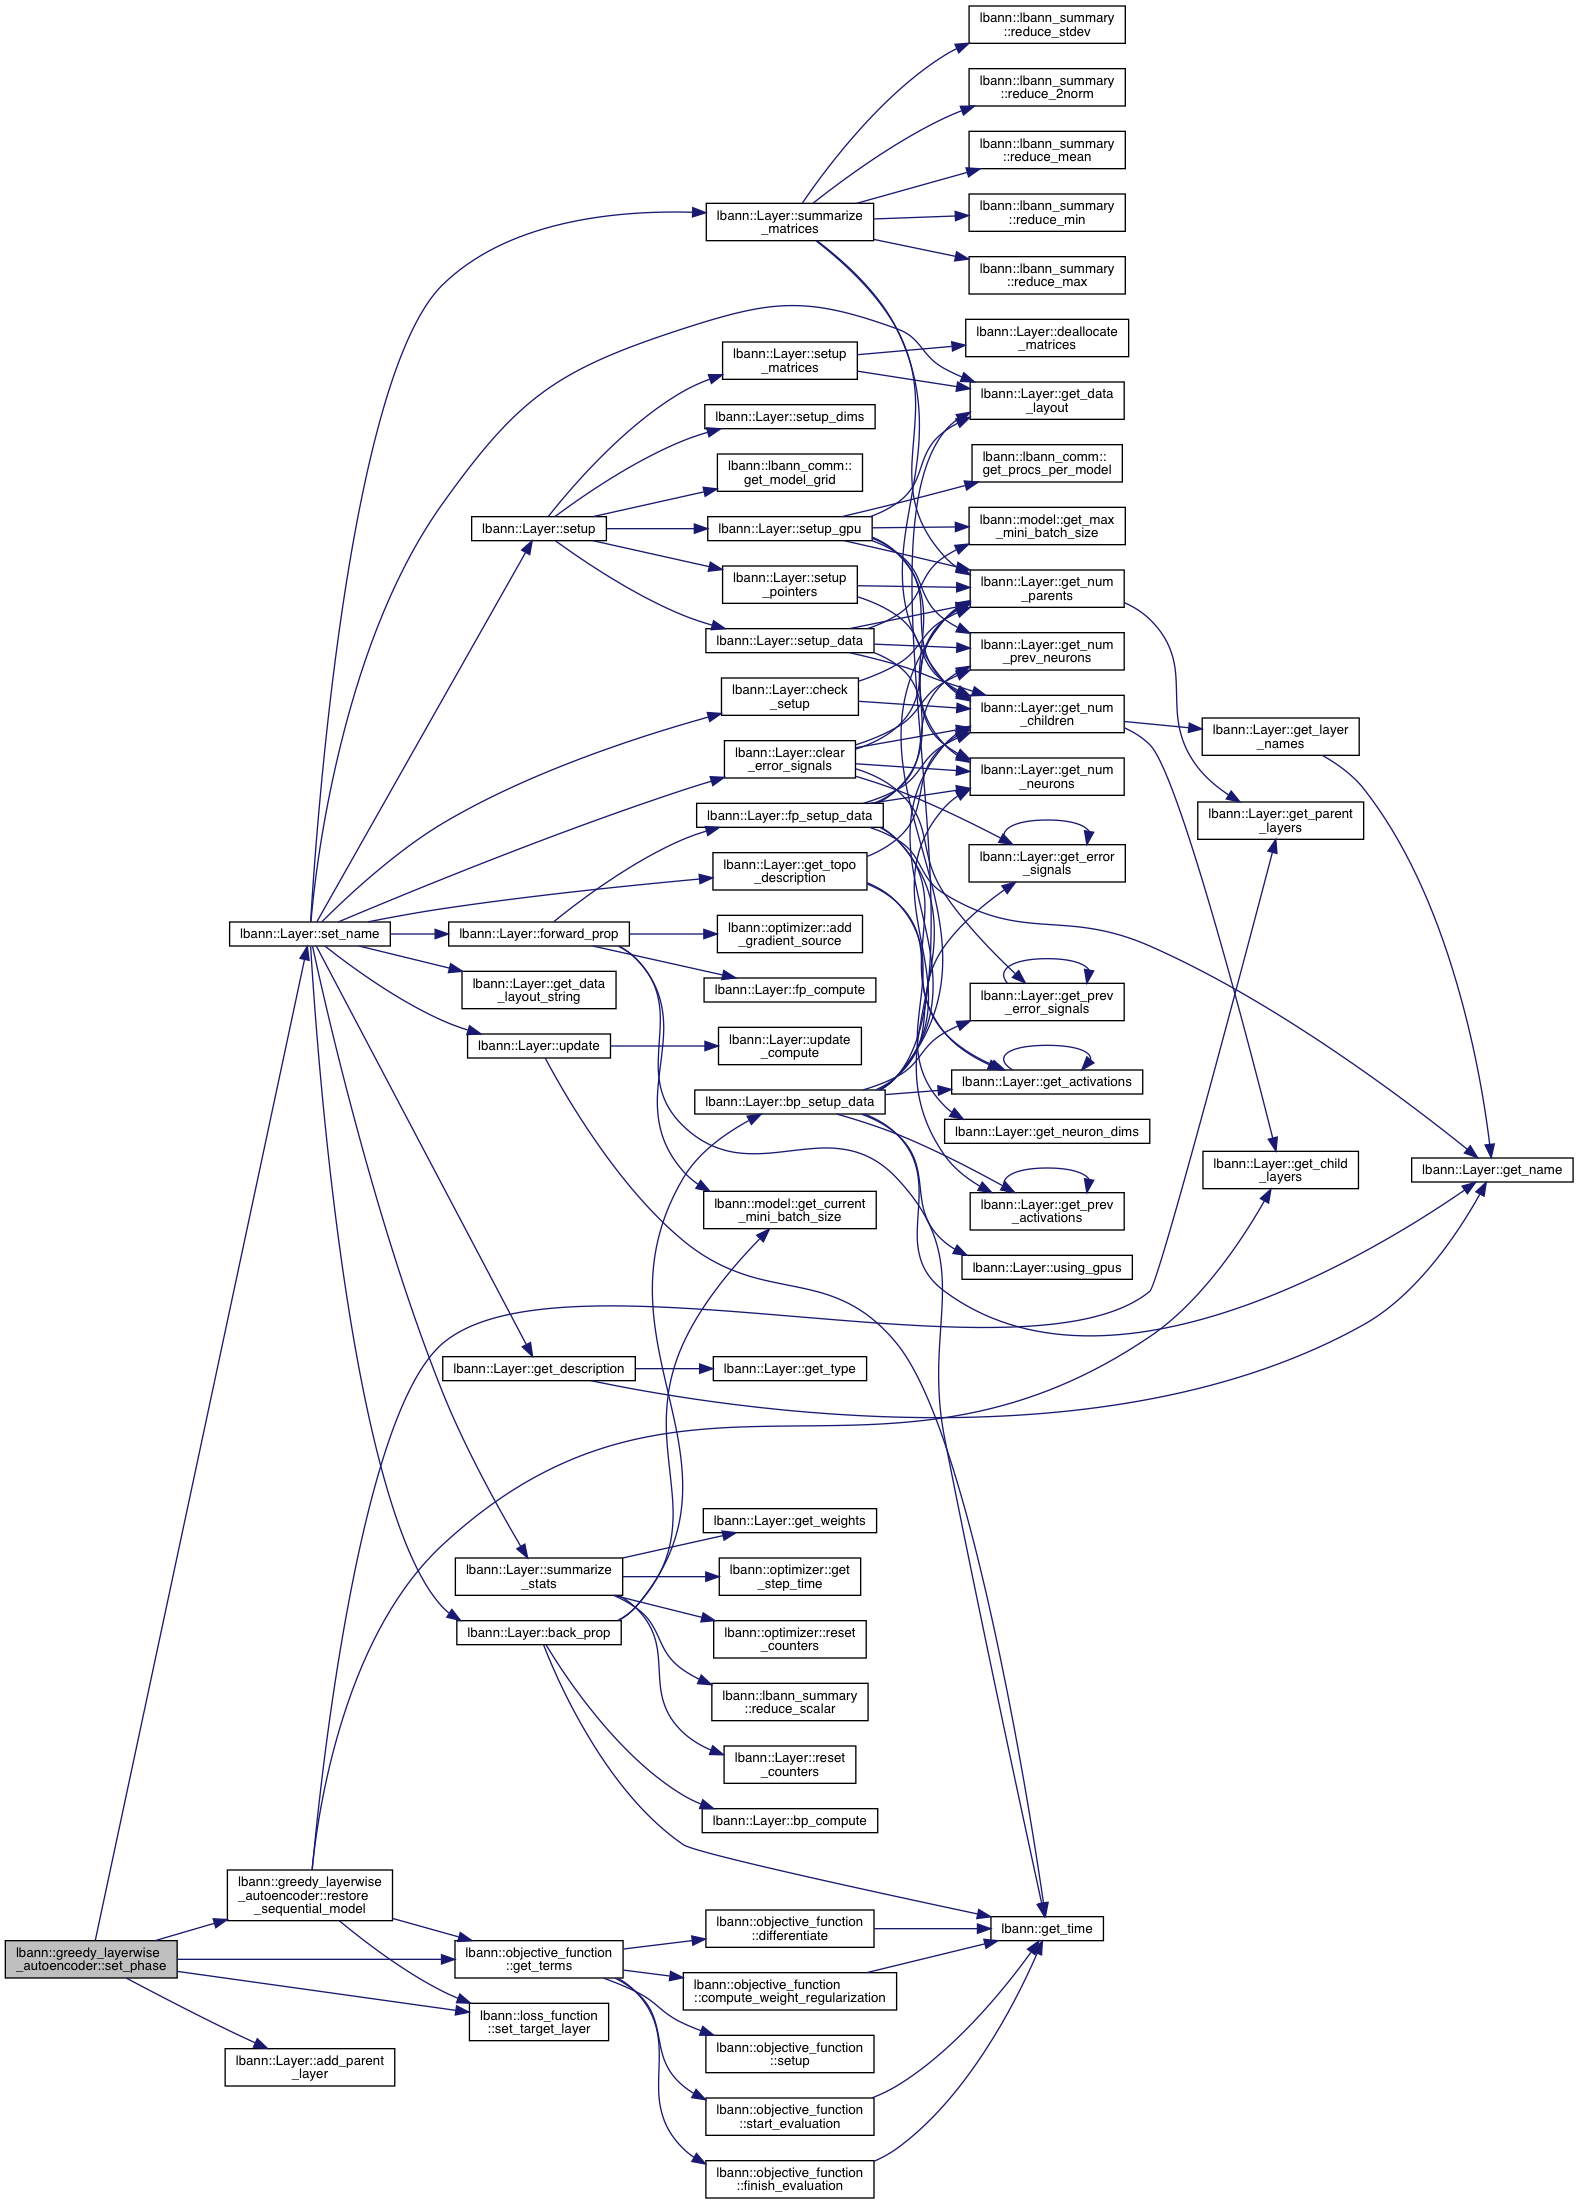 lbann::lbann_summary
::reduce_stdev
lbann::lbann_summary
::reduce_2norm
lbann::lbann_summary
::reduce_mean
lbann::lbann_summary
::reduce_min
lbann::Layer::summarize
_matrices
lbann::lbann_summary
::reduce_max
lbann::Layer::deallocate
_matrices
lbann::Layer::setup
_matrices
lbann::Layer::get_data
_layout
lbann::Layer::setup_dims
lbann::lbann_comm::
get_procs_per_model
lbann::lbann_comm::
get_model_grid
lbann::Layer::setup
lbann::Layer::setup_gpu
lbann::model::get_max
_mini_batch_size
lbann::Layer::setup
_pointers
lbann::Layer::get_num
_parents
lbann::Layer::setup_data
lbann::Layer::get_num
_prev_neurons
lbann::Layer::check
_setup
lbann::Layer::get_num
_children
lbann::Layer::get_layer
_names
lbann::Layer::clear
_error_signals
lbann::Layer::get_num
_neurons
lbann::Layer::fp_setup_data
lbann::Layer::get_parent
_layers
lbann::Layer::get_topo
_description
lbann::Layer::get_error
_signals
lbann::Layer::set_name
lbann::Layer::forward_prop
lbann::optimizer::add
_gradient_source
lbann::Layer::get_data
_layout_string
lbann::Layer::fp_compute
lbann::Layer::get_prev
_error_signals
lbann::Layer::update
lbann::Layer::update
_compute
lbann::Layer::get_activations
lbann::Layer::bp_setup_data
lbann::Layer::get_neuron_dims
lbann::Layer::get_child
_layers
lbann::Layer::get_name
lbann::model::get_current
_mini_batch_size
lbann::Layer::get_prev
_activations
lbann::Layer::using_gpus
lbann::Layer::get_description
lbann::Layer::get_type
lbann::Layer::get_weights
lbann::Layer::summarize
_stats
lbann::optimizer::get
_step_time
lbann::Layer::back_prop
lbann::optimizer::reset
_counters
lbann::lbann_summary
::reduce_scalar
lbann::Layer::reset
_counters
lbann::Layer::bp_compute
lbann::greedy_layerwise
_autoencoder::restore
_sequential_model
lbann::objective_function
::differentiate
lbann::get_time
lbann::greedy_layerwise
_autoencoder::set_phase
lbann::objective_function
::get_terms
lbann::objective_function
::compute_weight_regularization
lbann::loss_function
::set_target_layer
lbann::Layer::add_parent
_layer
lbann::objective_function
::setup
lbann::objective_function
::start_evaluation
lbann::objective_function
::finish_evaluation